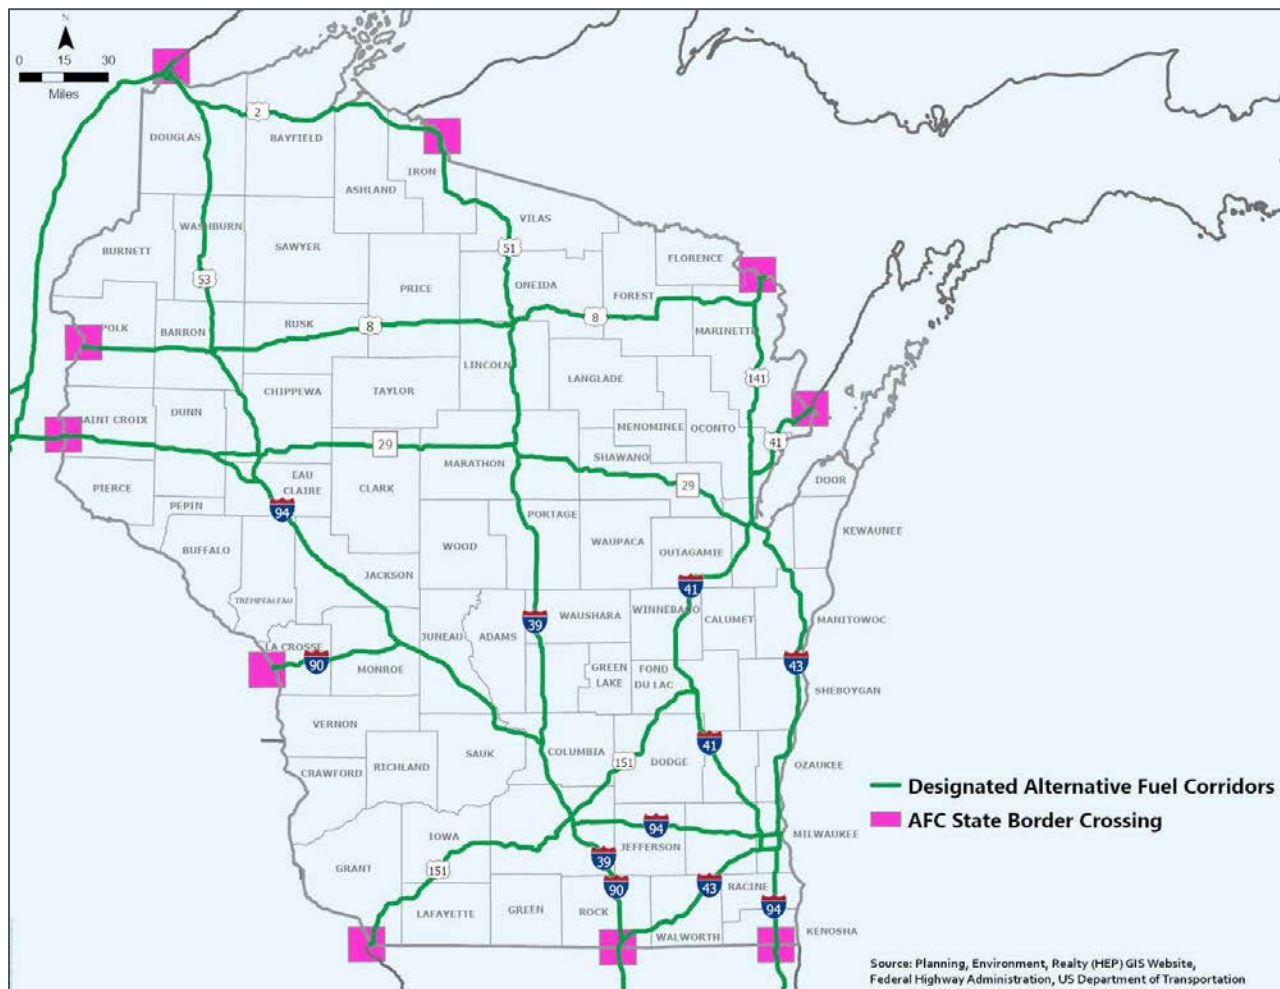 N
0 15 30
Miles
2
DOUGLAS
BAYFIELD
IRON
ASHLAND
VILAS
WASHBURN
BURNETT
SAWYER
51
FLORENCE
53
PRICE
ONEIDA
FOREST
POLK
BARRON
RUSK
8
8
MARINETTE
LINCOLN
CHIPPEWA
TAYLOR
LANGLADE
141
SAINT CROIX
DUNN
MENOMINEE
OCONTO
41
29
MARATHON
SHAWANO
PIERCE
EAU
CLAIRE
CLARK
29
DOOR
PEPIN
94
PORTAGE
KEWAUNEE
BUFFALO
WOOD
WAUPACA
OUTAGAMIE
JACKSON
41
TREMPEALEAU
WAUSHARA
WINNEBAGO
CALUMET
MANITOWOC
39
JUNEAU
ADAMS
LA CROSSE
90
MONROE
GREEN
LAKE
FOND
DU LAC
43
SHEBOYGAN
VERNON
41
SAUK
COLUMBIA
151
DODGE
OZAUKEE
CRAWFORD
RICHLAND
Designated Alternative Fuel Corridors
AFC State Border Crossing
94
MILWAUKEE
IOWA
JEFFERSON
39
GRANT
151
90
43
RACINE
94
LAFAYETTE
GREEN
ROCK
WALWORTH
KENOSHA
Source: Planning, Environment, Realty (HEP) GIS Website,
Federal Highway Administration, US Department of Transportation